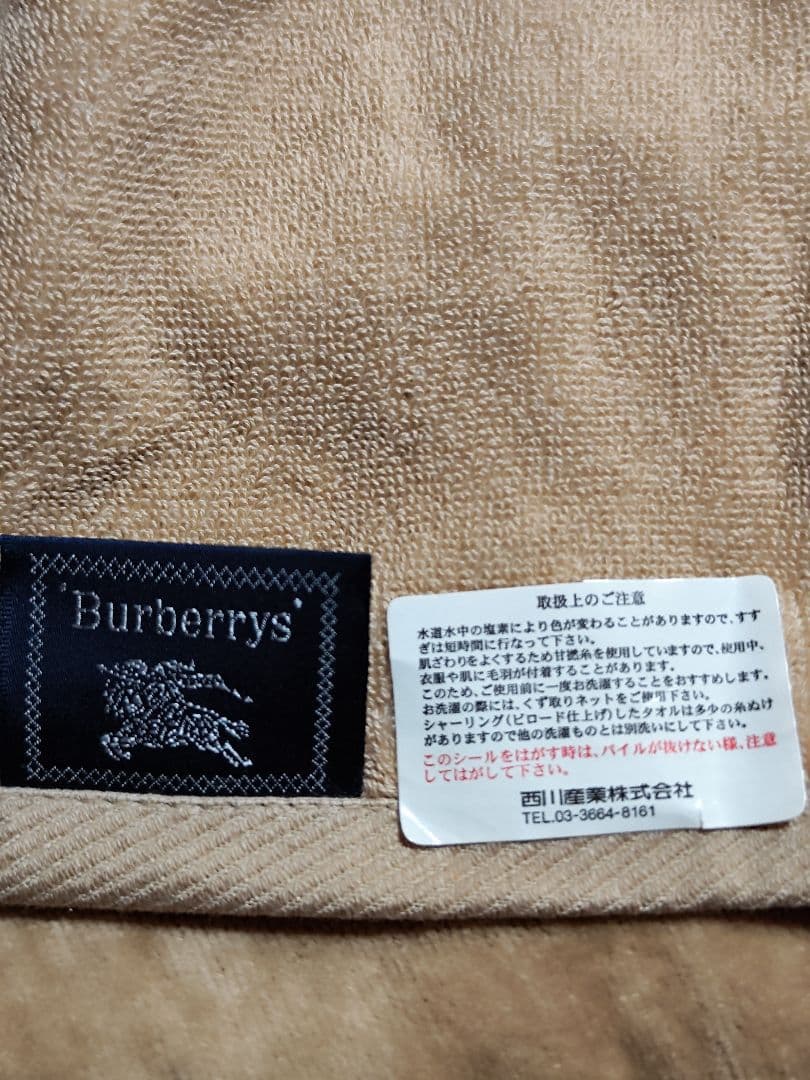 'Burberrys'
取扱上のご注意
水道水中の塩素により色が変わることがありますので、すす
ぎは短時間に行なって下さい。
肌ざわりをよくするため甘撚糸を使用していますので、使用中、
衣服や肌に毛羽が付着することがあります。
このため、ご使用前に一度お洗濯することをおすすめします。
お洗濯の際には、くず取りネットをご使用下さい。
シャーリング(ビロード仕上げ)したタオルは多少の糸ぬけ
がありますので他の洗濯ものとは別洗いにして下さい。
このシールをはがす時は、パイルが抜けない様、注意
してはがして下さい。
西川産業株式会社
TEL.03-3664-8161